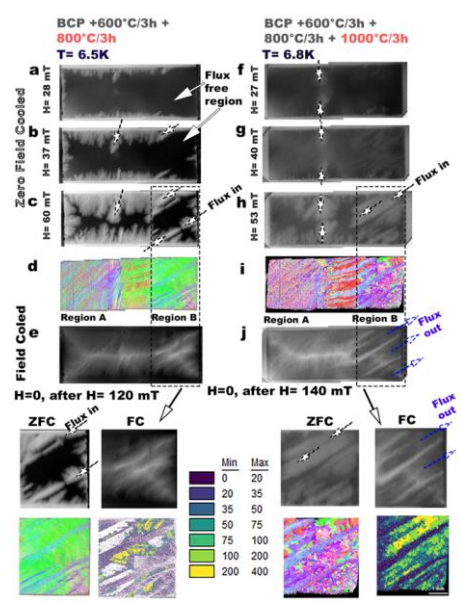 BCP +600°C/3h +
800°C/3h
T= 6.5K
BCP +600°C/3h +
800°C/3h + 1000°C/3h
T= 6.8K
Zero Field Cooled
a
H= 28 mT
Flux
free
region
b
H= 37 mT
c
H= 60 mT
Flux in
d
Region A
Region B
Field Coled
e
H=0, after H= 120 mT
f
H= 27 mT
g
H= 40 mT
h
H= 53 mT
Flux in
i
Region A
Region B
j
Flux
out
H=0, after H= 140 mT
ZFC
Flux in
FC
ZFC
FC
Flux
out
Min Max
0 20
20 35
35 50
50 75
75 100
100 200
200 400